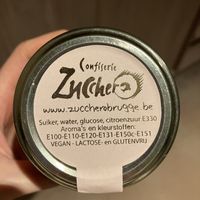 Confiserie
Zucchero
www.zuccherobrugge.be
Suiker, water, glucose, citroenzuur E330
Aroma's en kleurstoffen:
E100-E110-E120-E131-E150c-E151
VEGAN - LACTOSE- en GLUTENVRIJ